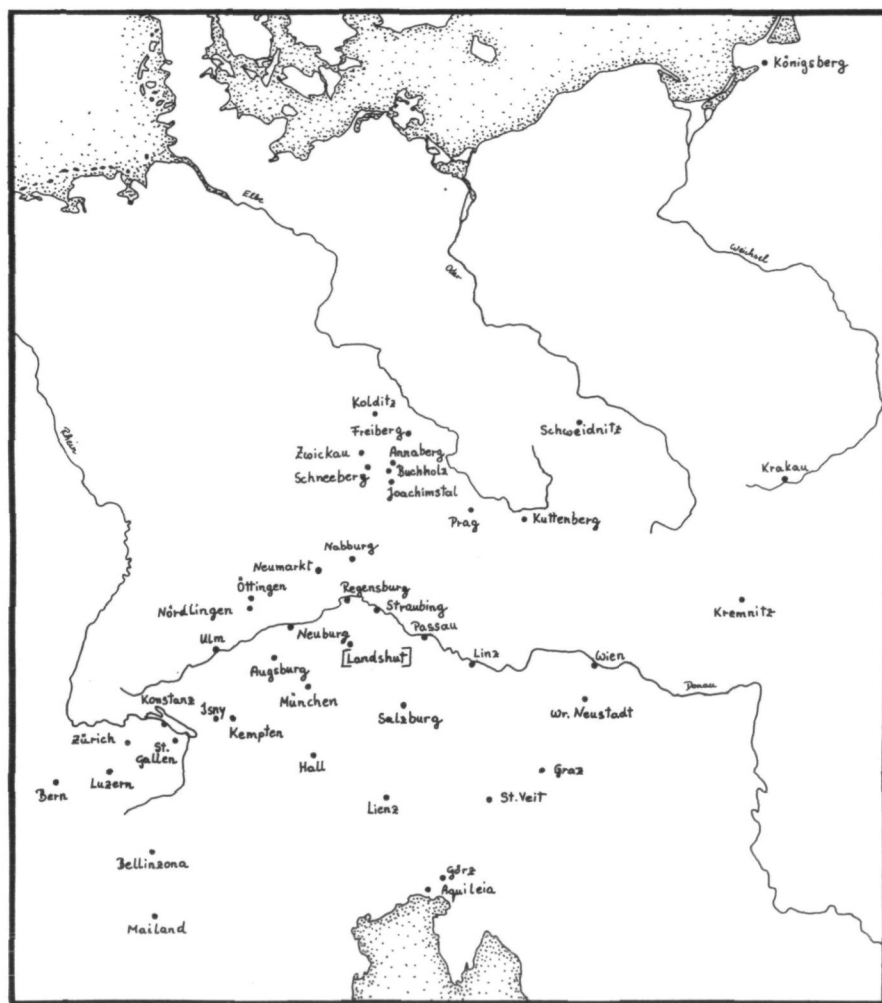 Königsberg
Elbe
Weichsel
Oder
Rhein
Kolditz
Freiberg
Schweidnitz
Zwickau
Annaberg
Schneeberg
Buchholz
Joachimstal
Krakau
Prag
Kuttenberg
Nabburg
Neumarkt
Öttingen
Regensburg
Nördlingen
Straubing
Kremnitz
Passau
Neuburg
Ulm
[Landshut]
Linz
Wien
Augsburg
Donau
Konstanz
Isny
München
Salzburg
Wr. Neustadt
Kempten
Zürich
St.
Gallen
Hall
Graz
Luzern
Bern
Lienz
St. Veit
Bellinzona
Görz
Aquileia
Mailand